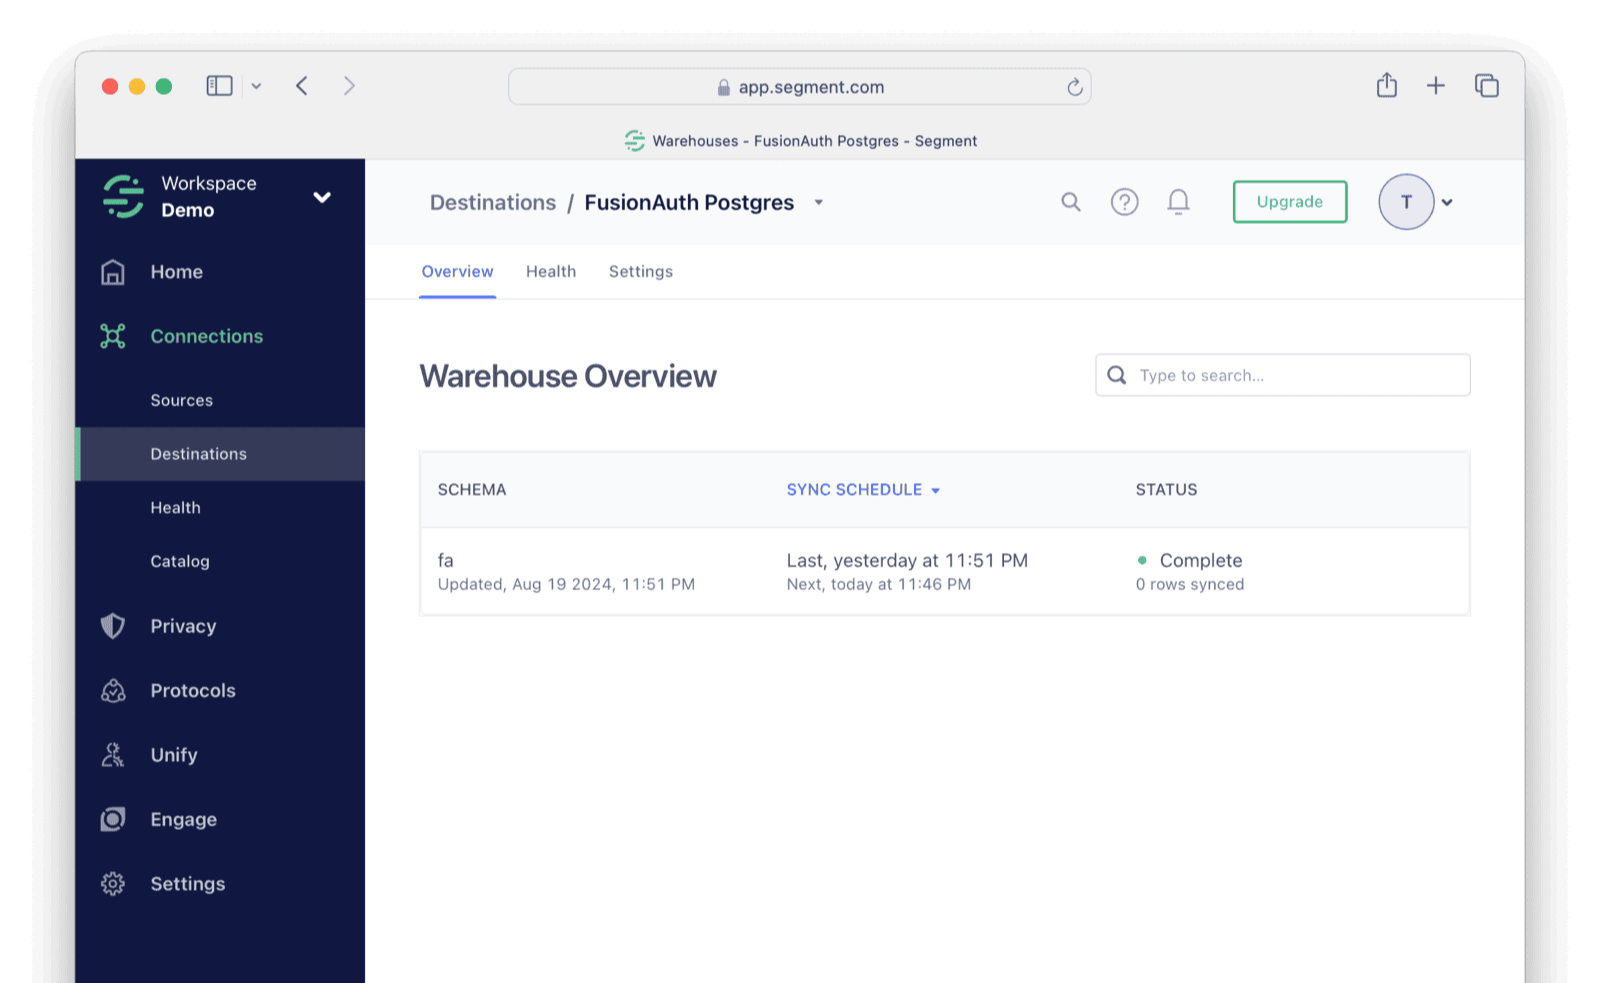 app.segment.com
Warehouses - FusionAuth Postgres - Segment
Workspace
Demo
Home
Connections
Sources
Destinations
Health
Catalog
Privacy
Protocols
Unify
Engage
Settings
Destinations / FusionAuth Postgres
Upgrade
T
Overview Health Settings
Warehouse Overview
Type to search...
SCHEMA SYNC SCHEDULE STATUS
fa Last, yesterday at 11:51 PM Complete
Updated, Aug 19 2024, 11:51 PM Next, today at 11:46 PM 0 rows synced